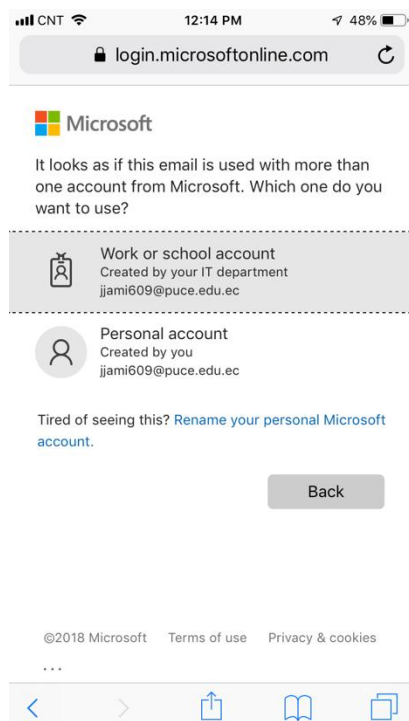 CNT 12:14 PM 48%
login.microsoftonline.com
Microsoft
It looks as if this email is used with more than
one account from Microsoft. Which one do you
want to use?
Work or school account
Created by your IT department
jjami609@puce.edu.ec
Personal account
Created by you
jjami609@puce.edu.ec
Tired of seeing this? Rename your personal Microsoft
account.
Back
©2018 Microsoft Terms of use Privacy & cookies
...